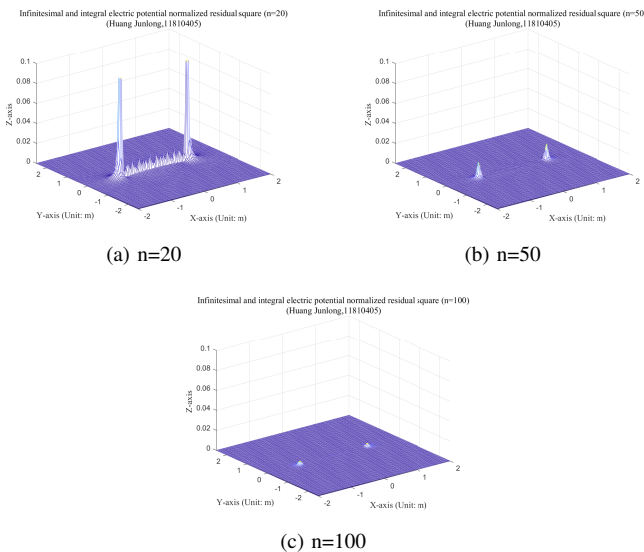 Infinitesimal and integral electric potential normalized residual square (n=20)
(Huang Junlong,11810405)
0.1
0.08
0.06
0.04
0.02
0
Z-axis
2
1
0
-1
-2
Y-axis (Unit: m)
-2
-1
0
1
2
X-axis (Unit: m)
(a) n=20
Infinitesimal and integral electric potential normalized residual square (n=50
(Huang Junlong,11810405)
0.1
0.08
0.06
0.04
0.02
0
Z-axis
2
1
0
-1
-2
Y-axis (Unit: m)
-2
-1
0
1
2
X-axis (Unit: m)
(b) n=50
Infinitesimal and integral electric potential normalized residual square (n=100)
(Huang Junlong,11810405)
0.1
0.08
0.06
0.04
0.02
0
Z-axis
2
1
0
-1
-2
Y-axis (Unit: m)
-2
-1
0
1
2
X-axis (Unit: m)
(c) n=100